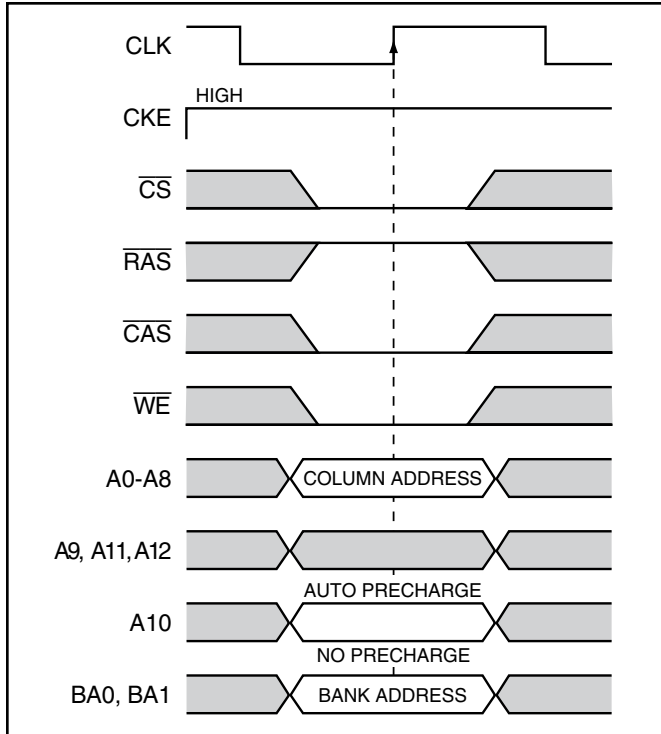 CLK
HIGH
CKE
CS
RAS
CAS
WE
A0-A8 COLUMN ADDRESS
A9, A11, A12
AUTO PRECHARGE
A10
NO PRECHARGE
BA0, BA1 BANK ADDRESS